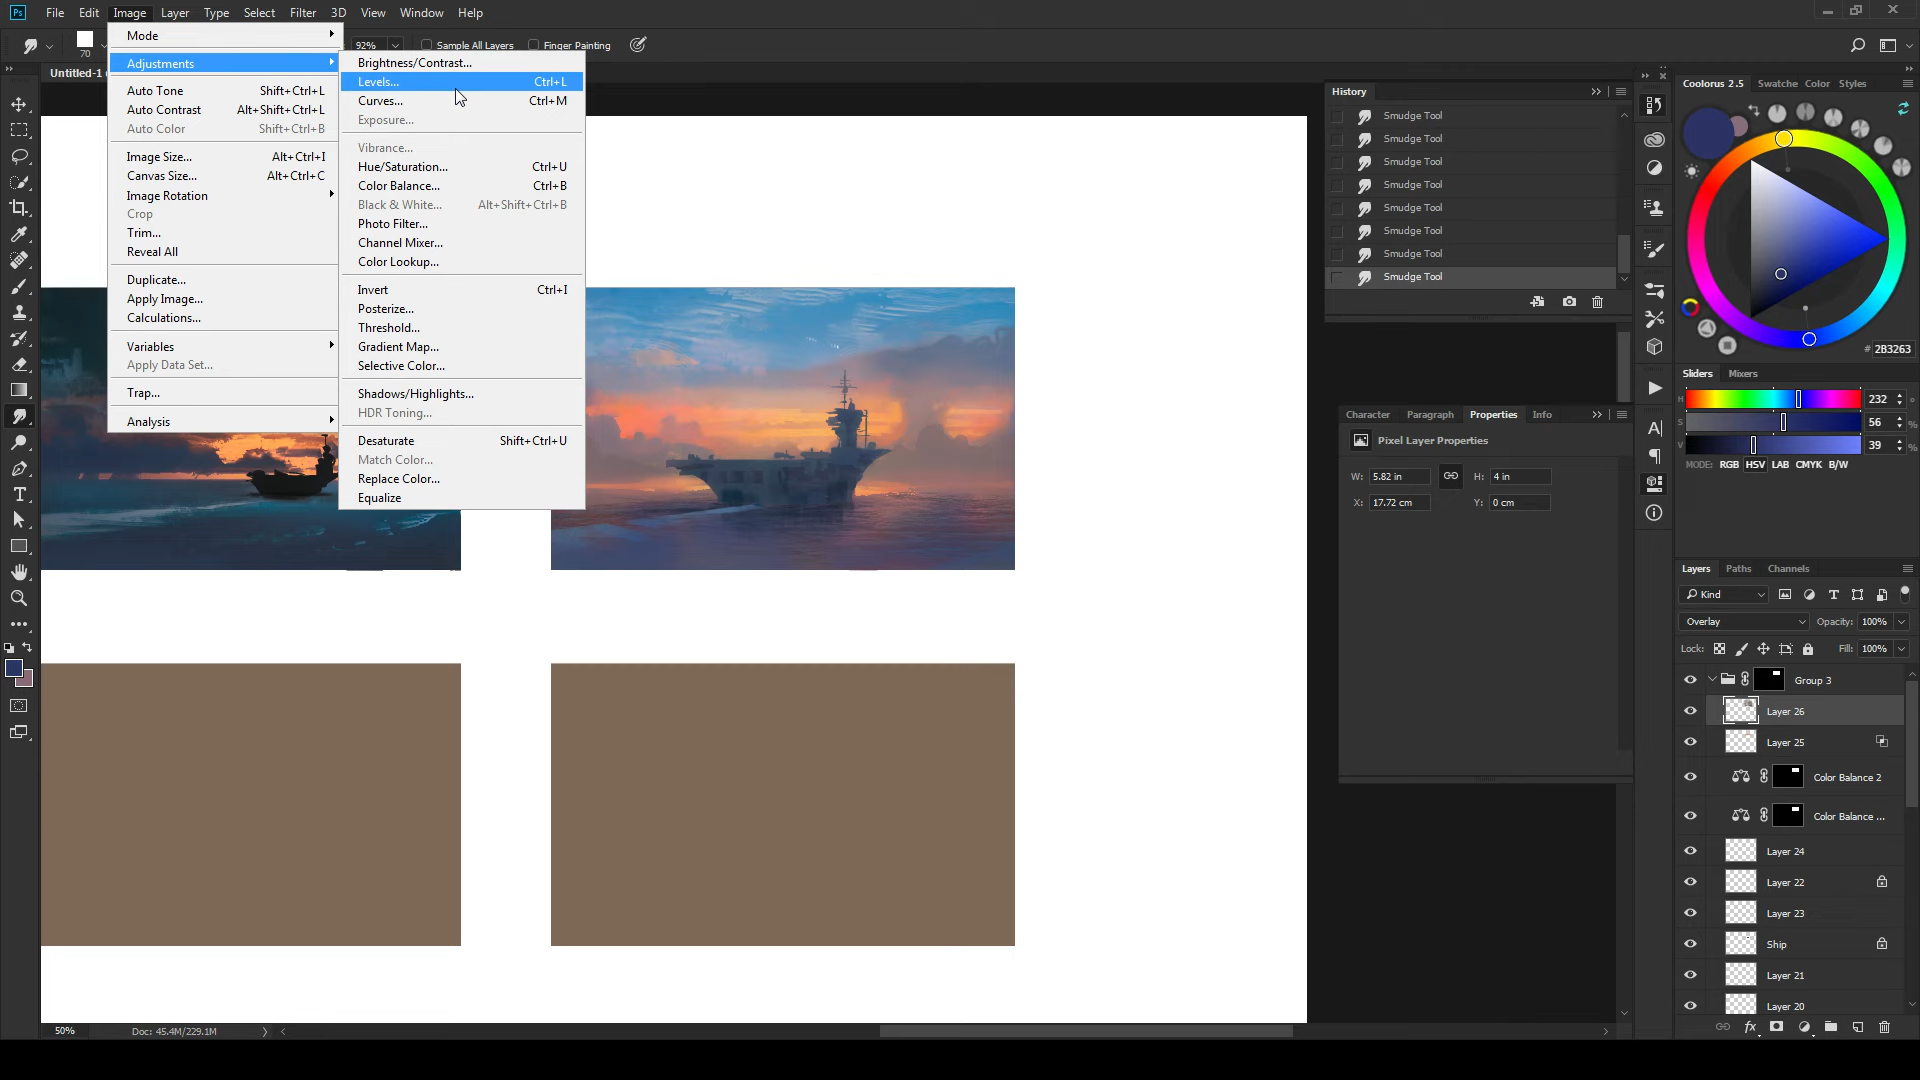 Ps File Edit Image Layer Type Select Filter 3D View Window Help
70 92% Sample All Layers Finger Painting
Untitled-1
Mode
Adjustments
Auto Tone Shift+Ctrl+L
Auto Contrast Alt+Shift+Ctrl+L
Auto Color Shift+Ctrl+B
Image Size... Alt+Ctrl+I
Canvas Size... Alt+Ctrl+C
Image Rotation
Crop
Trim...
Reveal All
Duplicate...
Apply Image...
Calculations...
Variables
Apply Data Set...
Trap...
Analysis
Brightness/Contrast...
Levels... Ctrl+L
Curves... Ctrl+M
Exposure...
Vibrance...
Hue/Saturation... Ctrl+U
Color Balance... Ctrl+B
Black & White... Alt+Shift+Ctrl+B
Photo Filter...
Channel Mixer...
Color Lookup...
Invert Ctrl+I
Posterize...
Threshold...
Gradient Map...
Selective Color...
Shadows/Highlights...
HDR Toning...
Desaturate Shift+Ctrl+U
Match Color...
Replace Color...
Equalize
History
Smudge Tool
Smudge Tool
Smudge Tool
Smudge Tool
Smudge Tool
Smudge Tool
Smudge Tool
Smudge Tool
Character Paragraph Properties Info
Pixel Layer Properties
W: 5.82 in H: 4 in
X: 17.72 cm Y: 0 cm
Coolorus 2.5 Swatche Color Styles
# 2B3263
Sliders Mixers
H 232 °
S 56 %
V 39 %
MODE: RGB HSV LAB CMYK B/W
Layers Paths Channels
Kind
Overlay Opacity: 100%
Lock: Fill: 100%
Group 3
Layer 26
Layer 25
Color Balance 2
Color Balance ...
Layer 24
Layer 22
Layer 23
Ship
Layer 21
Layer 20
fx
50% Doc: 45.4M/229.1M